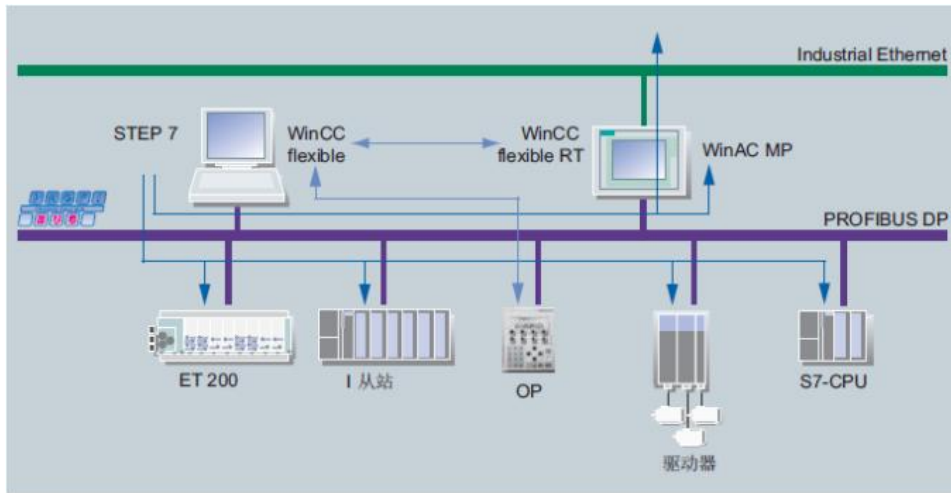 Industrial Ethernet
STEP 7
WinCC
flexible
WinCC
flexible RT
WinAC MP
PROFIBUS DP
ET 200
I 从站
OP
驱动器
S7-CPU